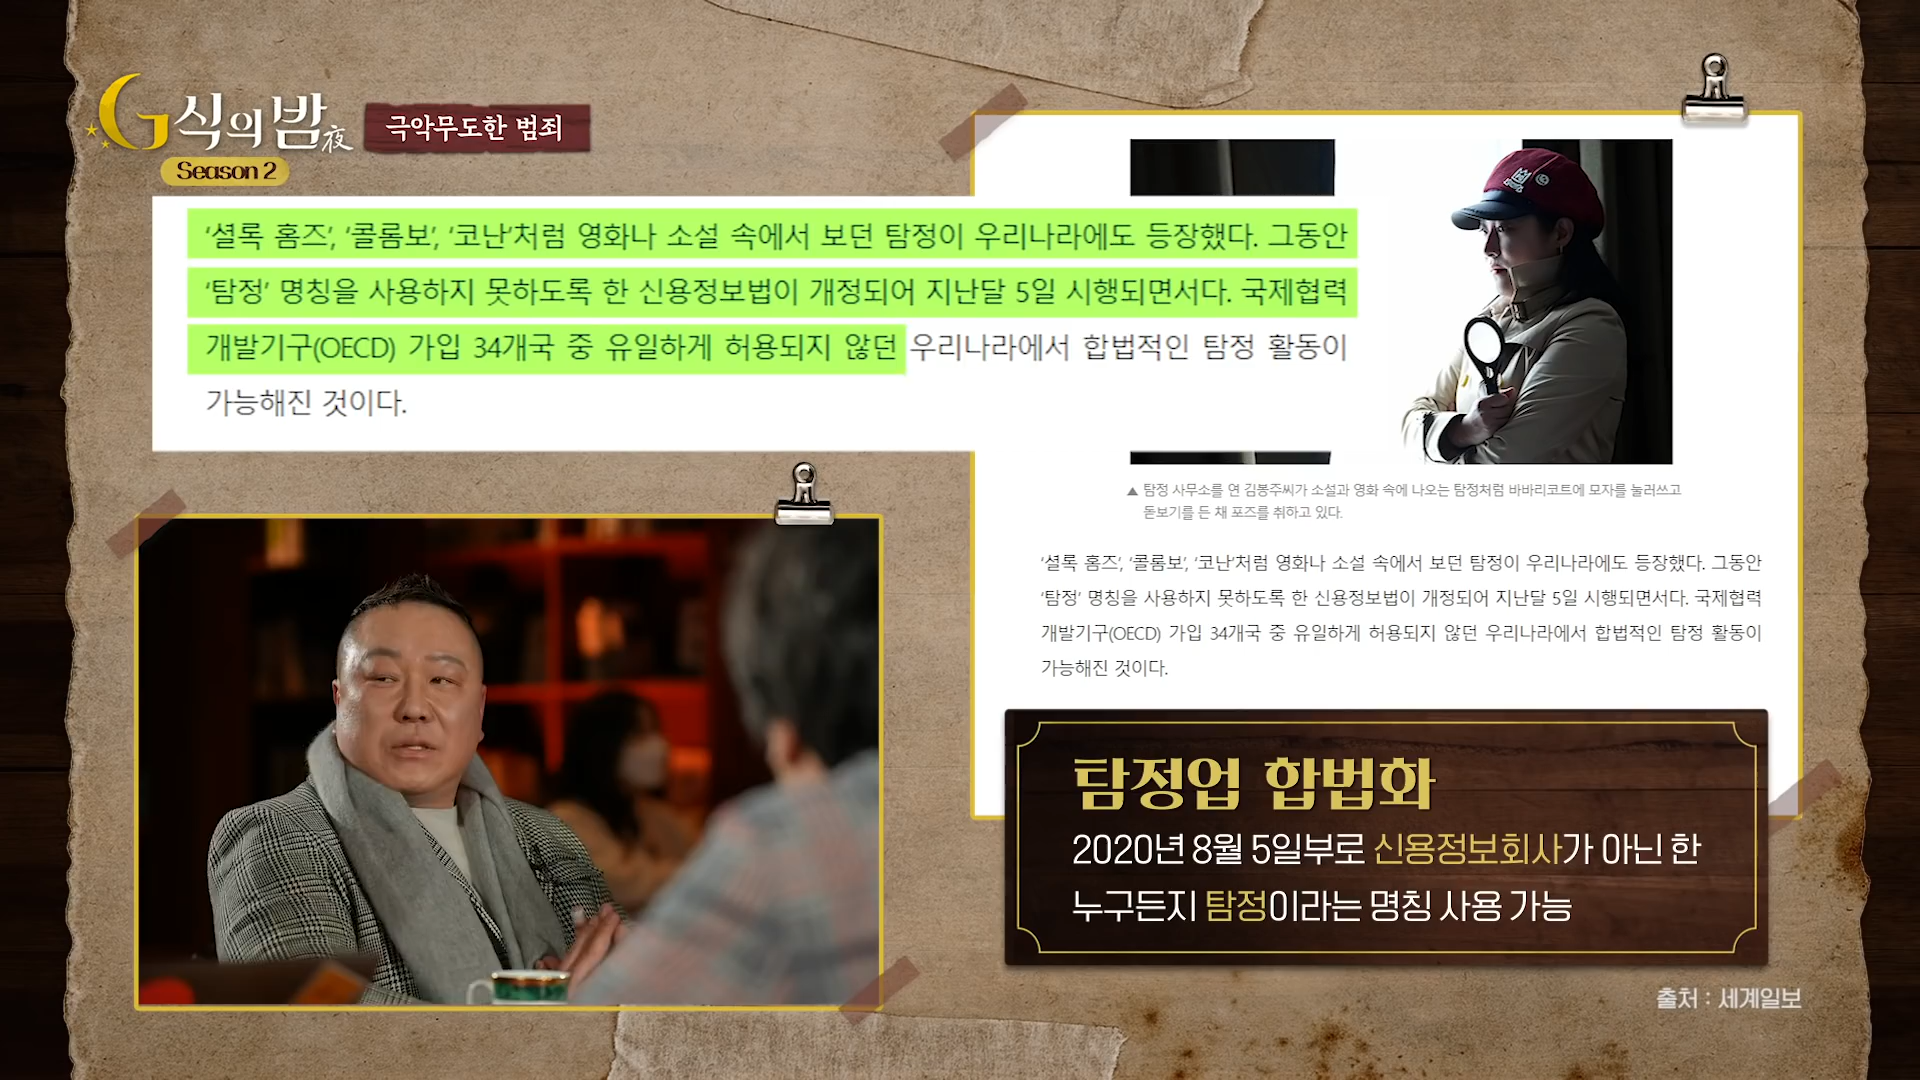 G식의 밤夜
Season 2
극악무도한 범죄
‘셜록 홈즈’, ‘콜롬보’, ‘코난’처럼 영화나 소설 속에서 보던 탐정이 우리나라에도 등장했다. 그동안
‘탐정’ 명칭을 사용하지 못하도록 한 신용정보법이 개정되어 지난달 5일 시행되면서다. 국제협력
개발기구(OECD) 가입 34개국 중 유일하게 허용되지 않던 우리나라에서 합법적인 탐정 활동이
가능해진 것이다.
▲ 탐정 사무소를 연 김봉주씨가 소설과 영화 속에 나오는 탐정처럼 바바리코트에 모자를 눌러쓰고
돋보기를 든 채 포즈를 취하고 있다.
‘셜록 홈즈’, ‘콜롬보’, ‘코난’처럼 영화나 소설 속에서 보던 탐정이 우리나라에도 등장했다. 그동안
‘탐정’ 명칭을 사용하지 못하도록 한 신용정보법이 개정되어 지난달 5일 시행되면서다. 국제협력
개발기구(OECD) 가입 34개국 중 유일하게 허용되지 않던 우리나라에서 합법적인 탐정 활동이
가능해진 것이다.
탐정업 합법화
2020년 8월 5일부로 신용정보회사가 아닌 한
누구든지 탐정이라는 명칭 사용 가능
출처 : 세계일보